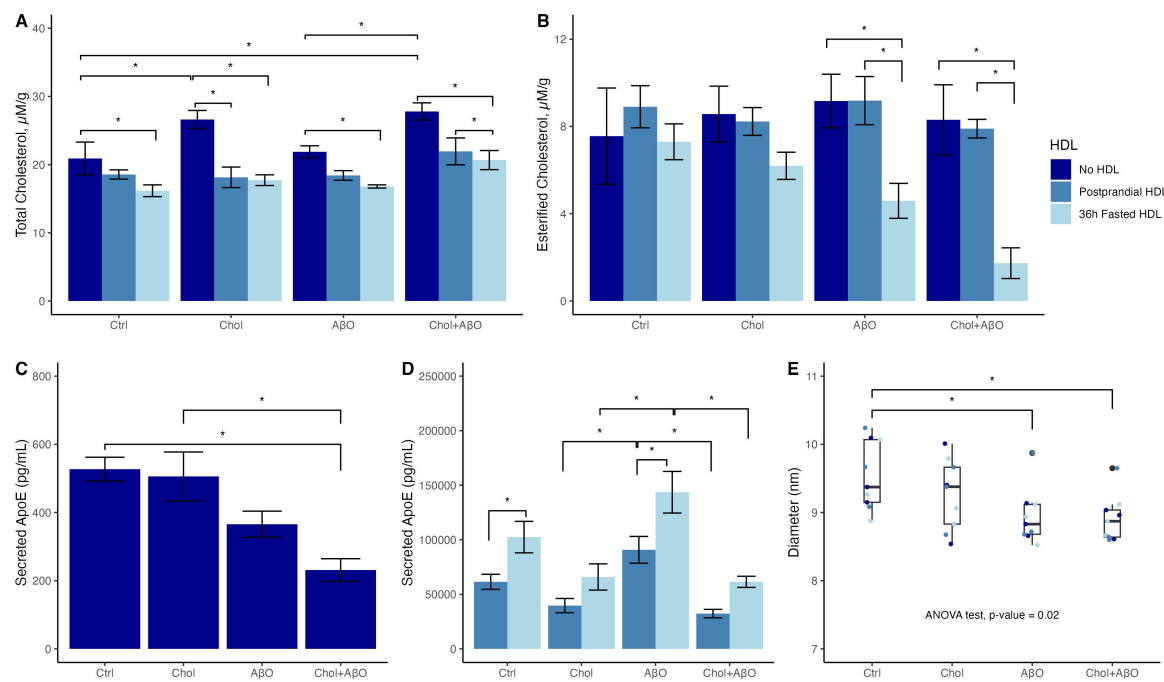 A
Total Cholesterol, µM/g
40
30
20
10
0
* * * * * * * * * *
Ctrl Chol AβO Chol+AβO
B
Esterified Cholesterol, µM/g
12
8
4
0
* * * *
Ctrl Chol AβO Chol+AβO
HDL
No HDL
Postprandial HDL
36h Fasted HDL
C
Secreted ApoE (pg/mL)
800
600
400
200
0
* *
Ctrl Chol AβO Chol+AβO
D
Secreted ApoE (pg/mL)
250000
200000
150000
100000
50000
0
* * * * * *
Ctrl Chol AβO Chol+AβO
E
Diameter (nm)
11
10
9
8
7
* *
ANOVA test, p-value = 0.02
Ctrl Chol AβO Chol+AβO